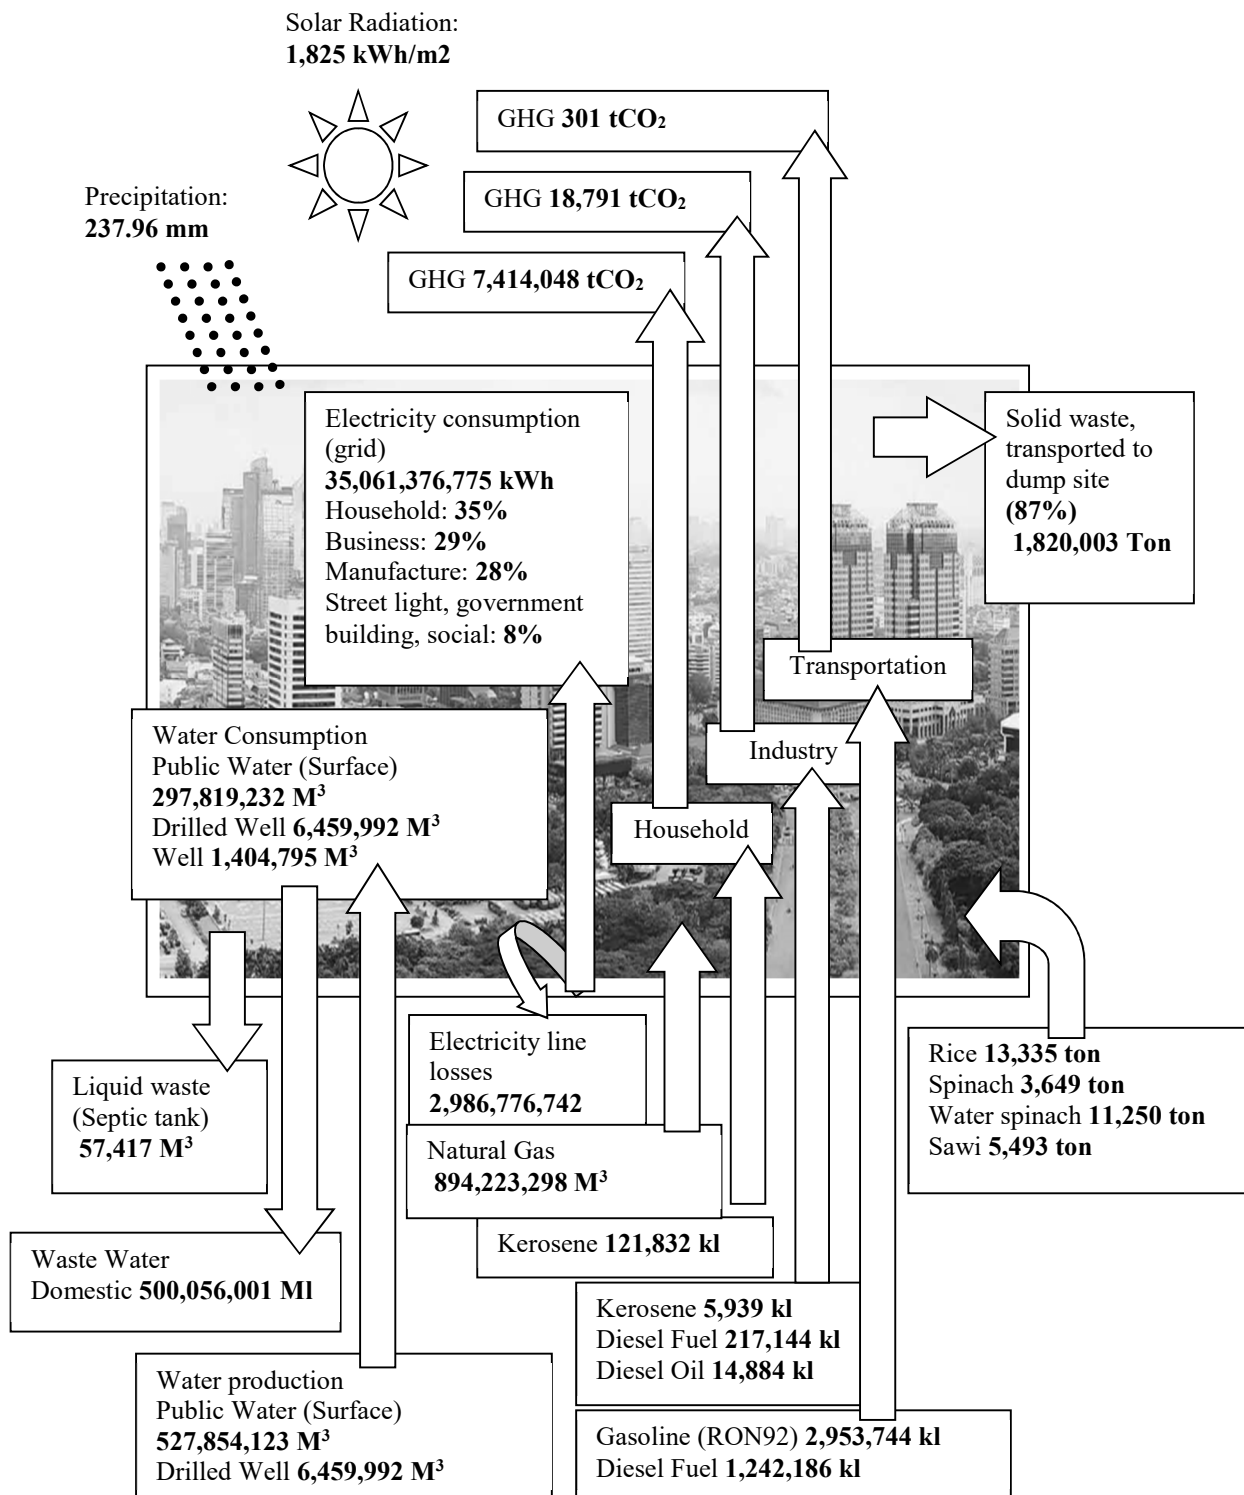 Solar Radiation:
1,825 kWh/m2
GHG 301 tCO₂
GHG 18,791 tCO₂
Precipitation:
237.96 mm
GHG 7,414,048 tCO₂
Electricity consumption
(grid)
35,061,376,775 kWh
Household: 35%
Business: 29%
Manufacture: 28%
Street light, government
building, social: 8%
Solid waste,
transported to
dump site
(87%)
1,820,003 Ton
Transportation
Industry
Household
Water Consumption
Public Water (Surface)
297,819,232 M³
Drilled Well 6,459,992 M³
Well 1,404,795 M³
Electricity line
losses
2,986,776,742
Liquid waste
(Septic tank)
57,417 M³
Natural Gas
894,223,298 M³
Rice 13,335 ton
Spinach 3,649 ton
Water spinach 11,250 ton
Sawi 5,493 ton
Kerosene 121,832 kl
Waste Water
Domestic 500,056,001 Ml
Kerosene 5,939 kl
Diesel Fuel 217,144 kl
Diesel Oil 14,884 kl
Water production
Public Water (Surface)
527,854,123 M³
Drilled Well 6,459,992 M³
Gasoline (RON92) 2,953,744 kl
Diesel Fuel 1,242,186 kl